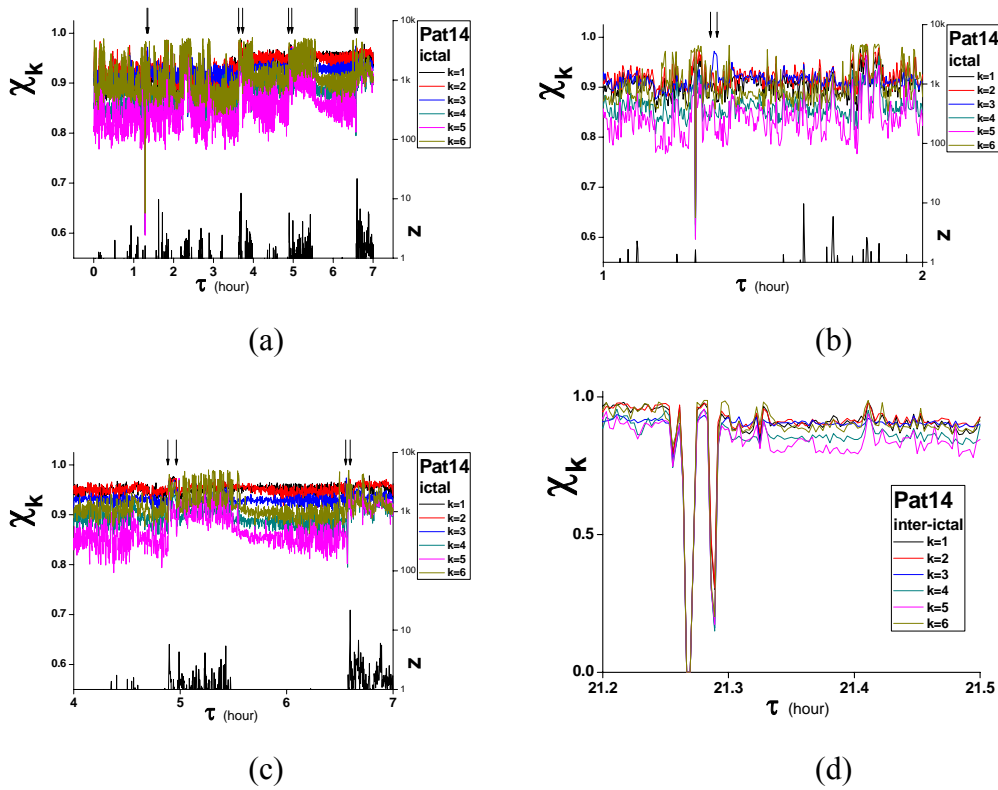 Pat14
ictal
k=1
k=2
k=3
k=4
k=5
k=6
χk
1.0
0.9
0.8
0.7
0.6
10k
1k
100
10
1
z
0 1 2 3 4 5 6 7
τ (hour)
(a)
Pat14
ictal
k=1
k=2
k=3
k=4
k=5
k=6
χk
1.0
0.9
0.8
0.7
0.6
10k
1k
100
10
1
z
1 2
τ (hour)
(b)
Pat14
ictal
k=1
k=2
k=3
k=4
k=5
k=6
χk
1.0
0.9
0.8
0.7
0.6
10k
1k
100
10
1
z
4 5 6 7
τ (hour)
(c)
χk
1.0
0.5
0.0
Pat14
inter-ictal
k=1
k=2
k=3
k=4
k=5
k=6
21.2 21.3 21.4 21.5
τ (hour)
(d)